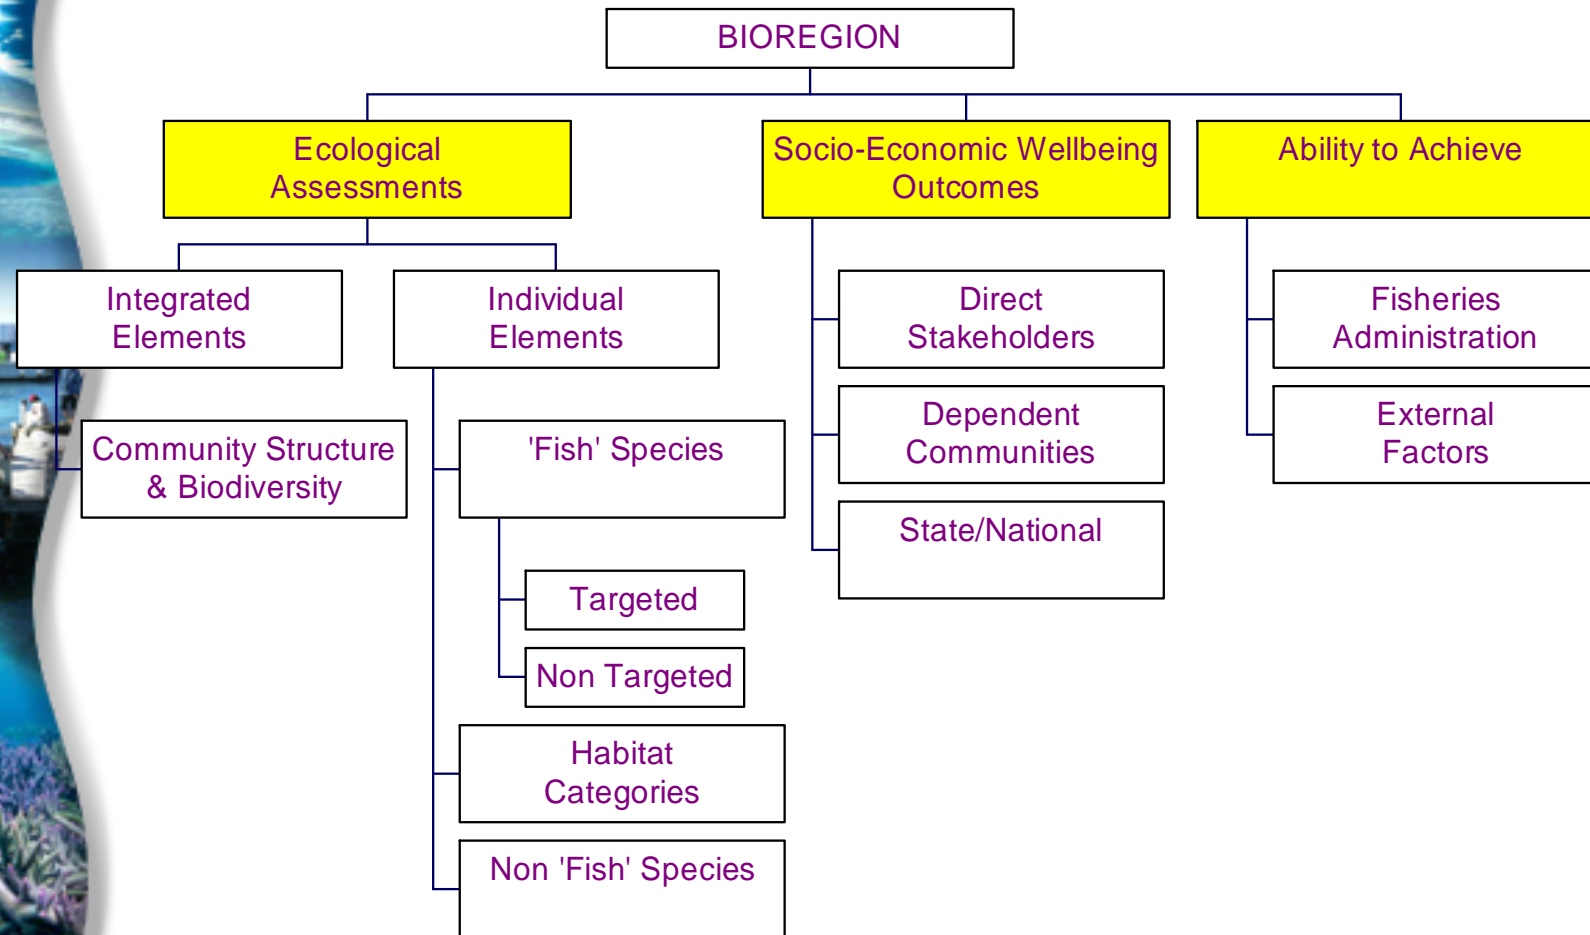 BIOREGION
Ecological
Assessments
Socio-Economic Wellbeing
Outcomes
Ability to Achieve
Integrated
Elements
Individual
Elements
Direct
Stakeholders
Fisheries
Administration
Community Structure
& Biodiversity
'Fish' Species
Dependent
Communities
External
Factors
State/National
Targeted
Non Targeted
Habitat
Categories
Non 'Fish' Species